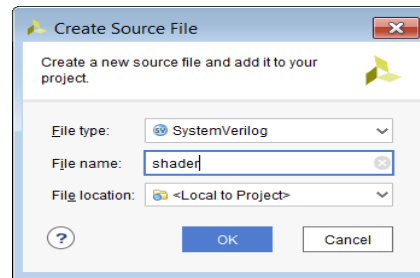 Create Source File
Create a new source file and add it to your
project.
File type: SystemVerilog
File name: shader
File location: <Local to Project>
? OK Cancel